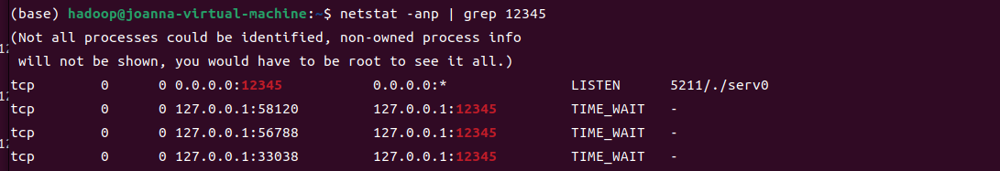 (base) hadoop@joanna-virtual-machine:~$ netstat -anp | grep 12345
(Not all processes could be identified, non-owned process info
 will not be shown, you would have to be root to see it all.)
tcp        0      0 0.0.0.0:12345           0.0.0.0:*               LISTEN      5211/./serv0
tcp        0      0 127.0.0.1:58120         127.0.0.1:12345         TIME_WAIT   -
tcp        0      0 127.0.0.1:56788         127.0.0.1:12345         TIME_WAIT   -
tcp        0      0 127.0.0.1:33038         127.0.0.1:12345         TIME_WAIT   -